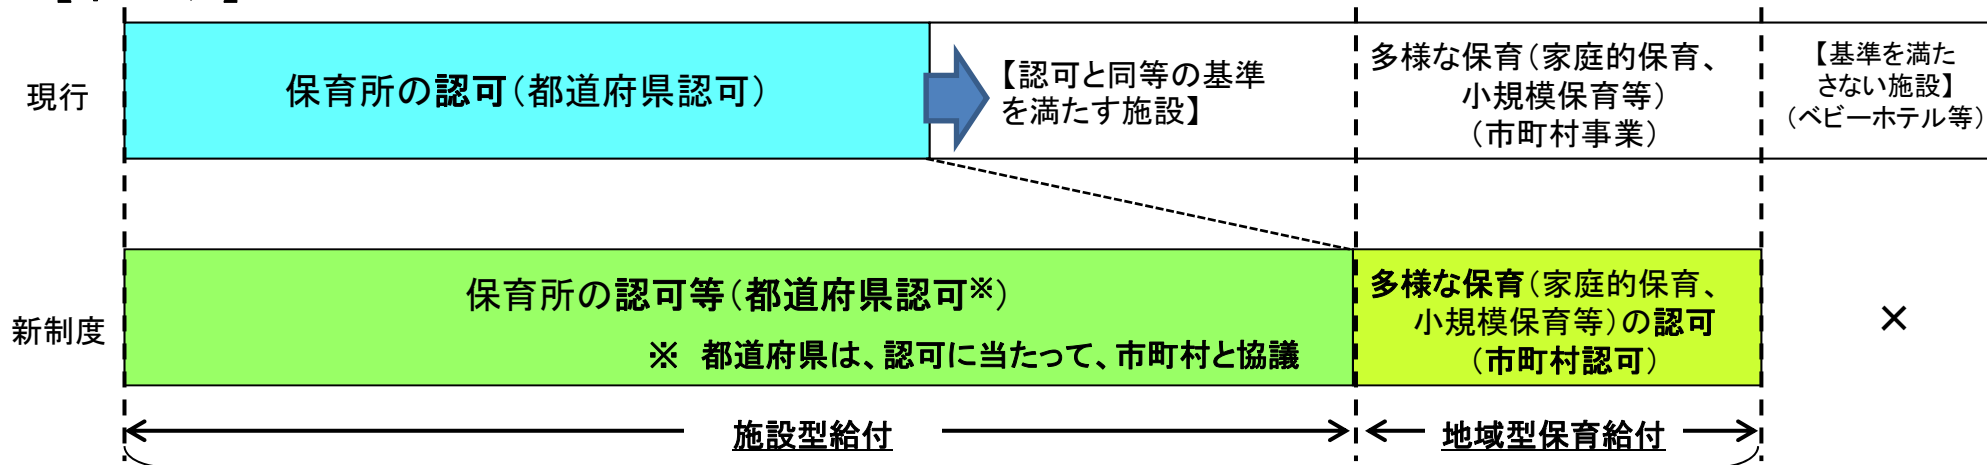 現行
保育所の認可(都道府県認可)
【認可と同等の基準
を満たす施設】
多様な保育(家庭的保育、
小規模保育等)
(市町村事業)
【基準を満た
さない施設】
(ベビーホテル等)
新制度
保育所の認可等(都道府県認可※)
※ 都道府県は、認可に当たって、市町村と協議
多様な保育(家庭的保育、
小規模保育等)の認可
(市町村認可)
×
施設型給付
地域型保育給付